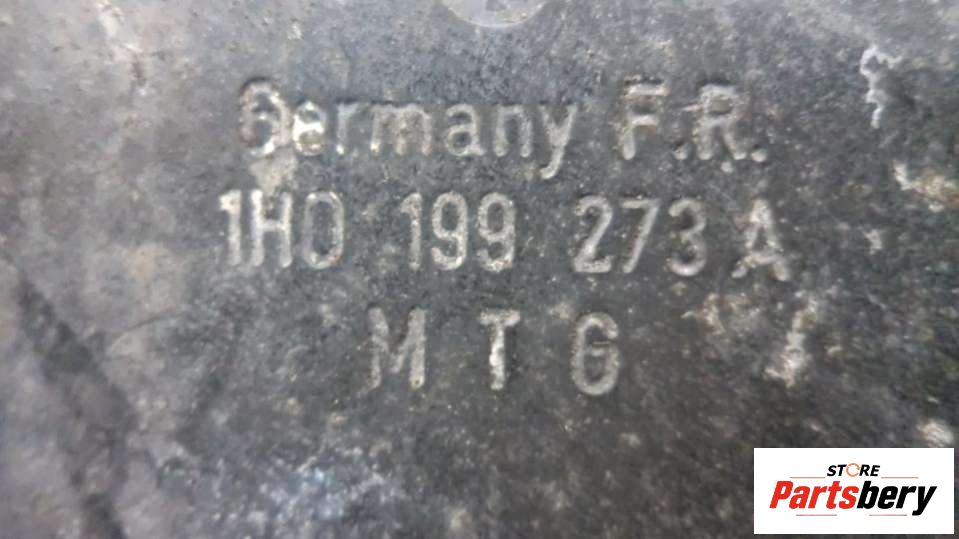 Germany F.R.
1H0 199 273 A
M T G
STORE
Partsbery